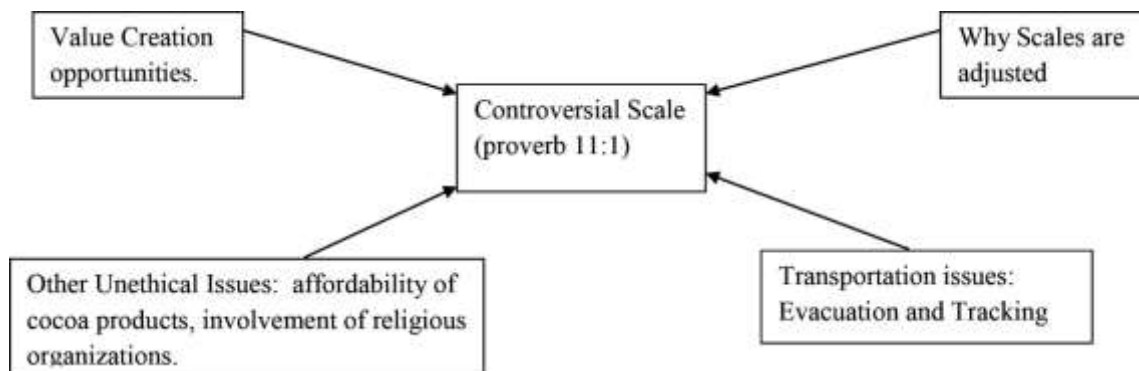 Value Creation
opportunities.
Why Scales are
adjusted
Controversial Scale
(proverb 11:1)
Other Unethical Issues:  affordability of
cocoa products, involvement of religious
organizations.
Transportation issues:
Evacuation and Tracking